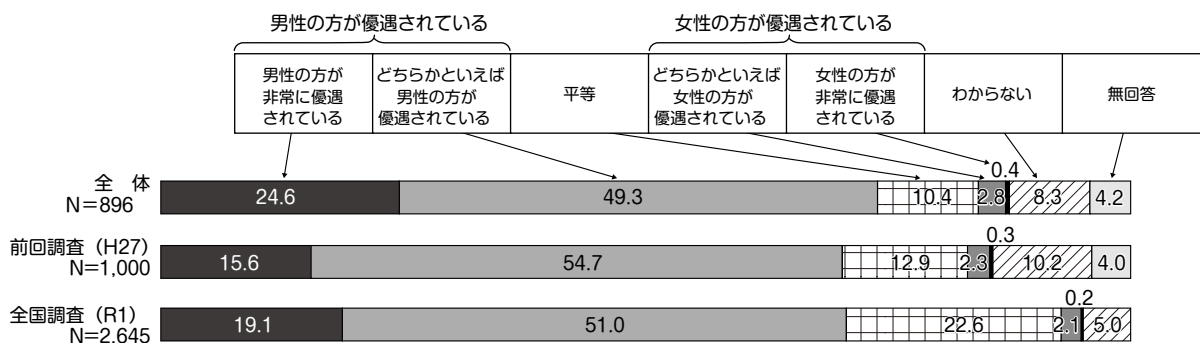 男性の方が優遇されている
女性の方が優遇されている
男性の方が
非常に優遇
されている
どちらかといえば
男性の方が
優遇されている
平等
どちらかといえば
女性の方が
優遇されている
女性の方が
非常に優遇
されている
わからない
無回答
全　体
N＝896
24.6
49.3
10.4
2.8
0.4
8.3
4.2
前回調査（H27）
N=1,000
15.6
54.7
12.9
2.3
0.3
10.2
4.0
全国調査（R1）
N=2,645
19.1
51.0
22.6
2.1
0.2
5.0